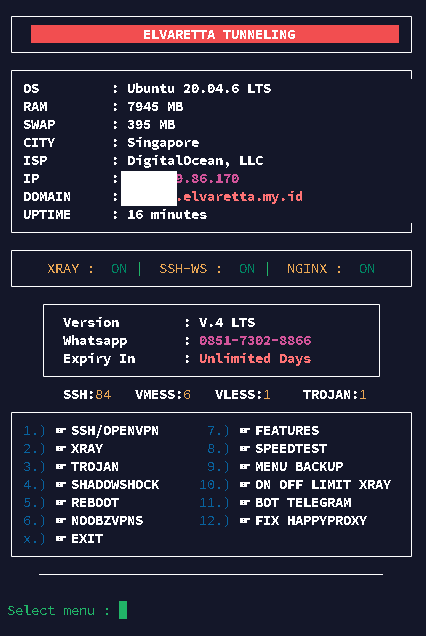 ELVARETTA TUNNELING
OS : Ubuntu 20.04.6 LTS
RAM : 7945 MB
SWAP : 395 MB
CITY : Singapore
ISP : DigitalOcean, LLC
IP : .86.170
DOMAIN : .elvaretta.my.id
UPTIME : 16 minutes
XRAY : ON | SSH-WS : ON | NGINX : ON
Version : V.4 LTS
Whatsapp : 0851-7302-8866
Expiry In : Unlimited Days
SSH:84 VMESS:6 VLESS:1 TROJAN:1
1.) ☛ SSH/OPENVPN 7.) ☛ FEATURES
2.) ☛ XRAY 8.) ☛ SPEEDTEST
3.) ☛ TROJAN 9.) ☛ MENU BACKUP
4.) ☛ SHADOWSHOCK 10.) ☛ ON OFF LIMIT XRAY
5.) ☛ REBOOT 11.) ☛ BOT TELEGRAM
6.) ☛ NOOBZVPNS 12.) ☛ FIX HAPPYPROXY
x.) ☛ EXIT
Select menu :